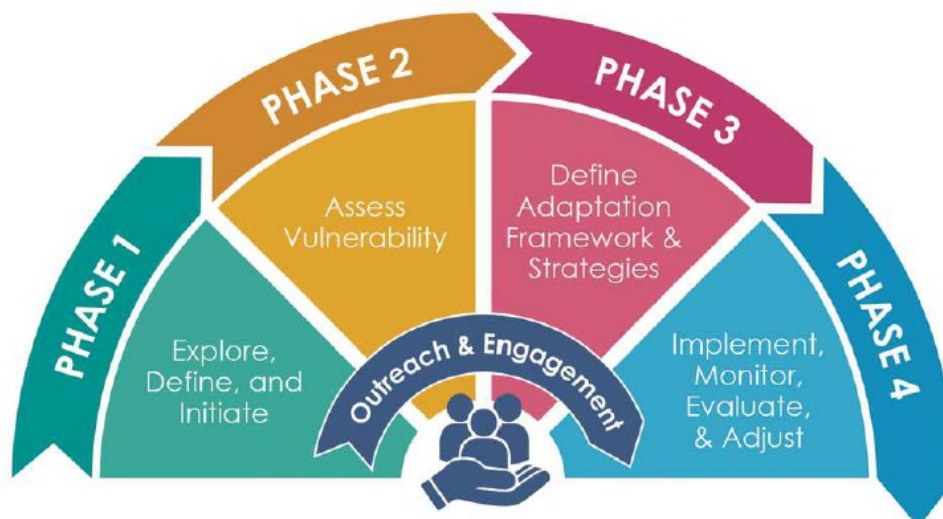 PHASE 1
Explore,
Define, and
Initiate
PHASE 2
Assess
Vulnerability
PHASE 3
Define
Adaptation
Framework &
Strategies
PHASE 4
Implement,
Monitor,
Evaluate,
& Adjust
Outreach & Engagement